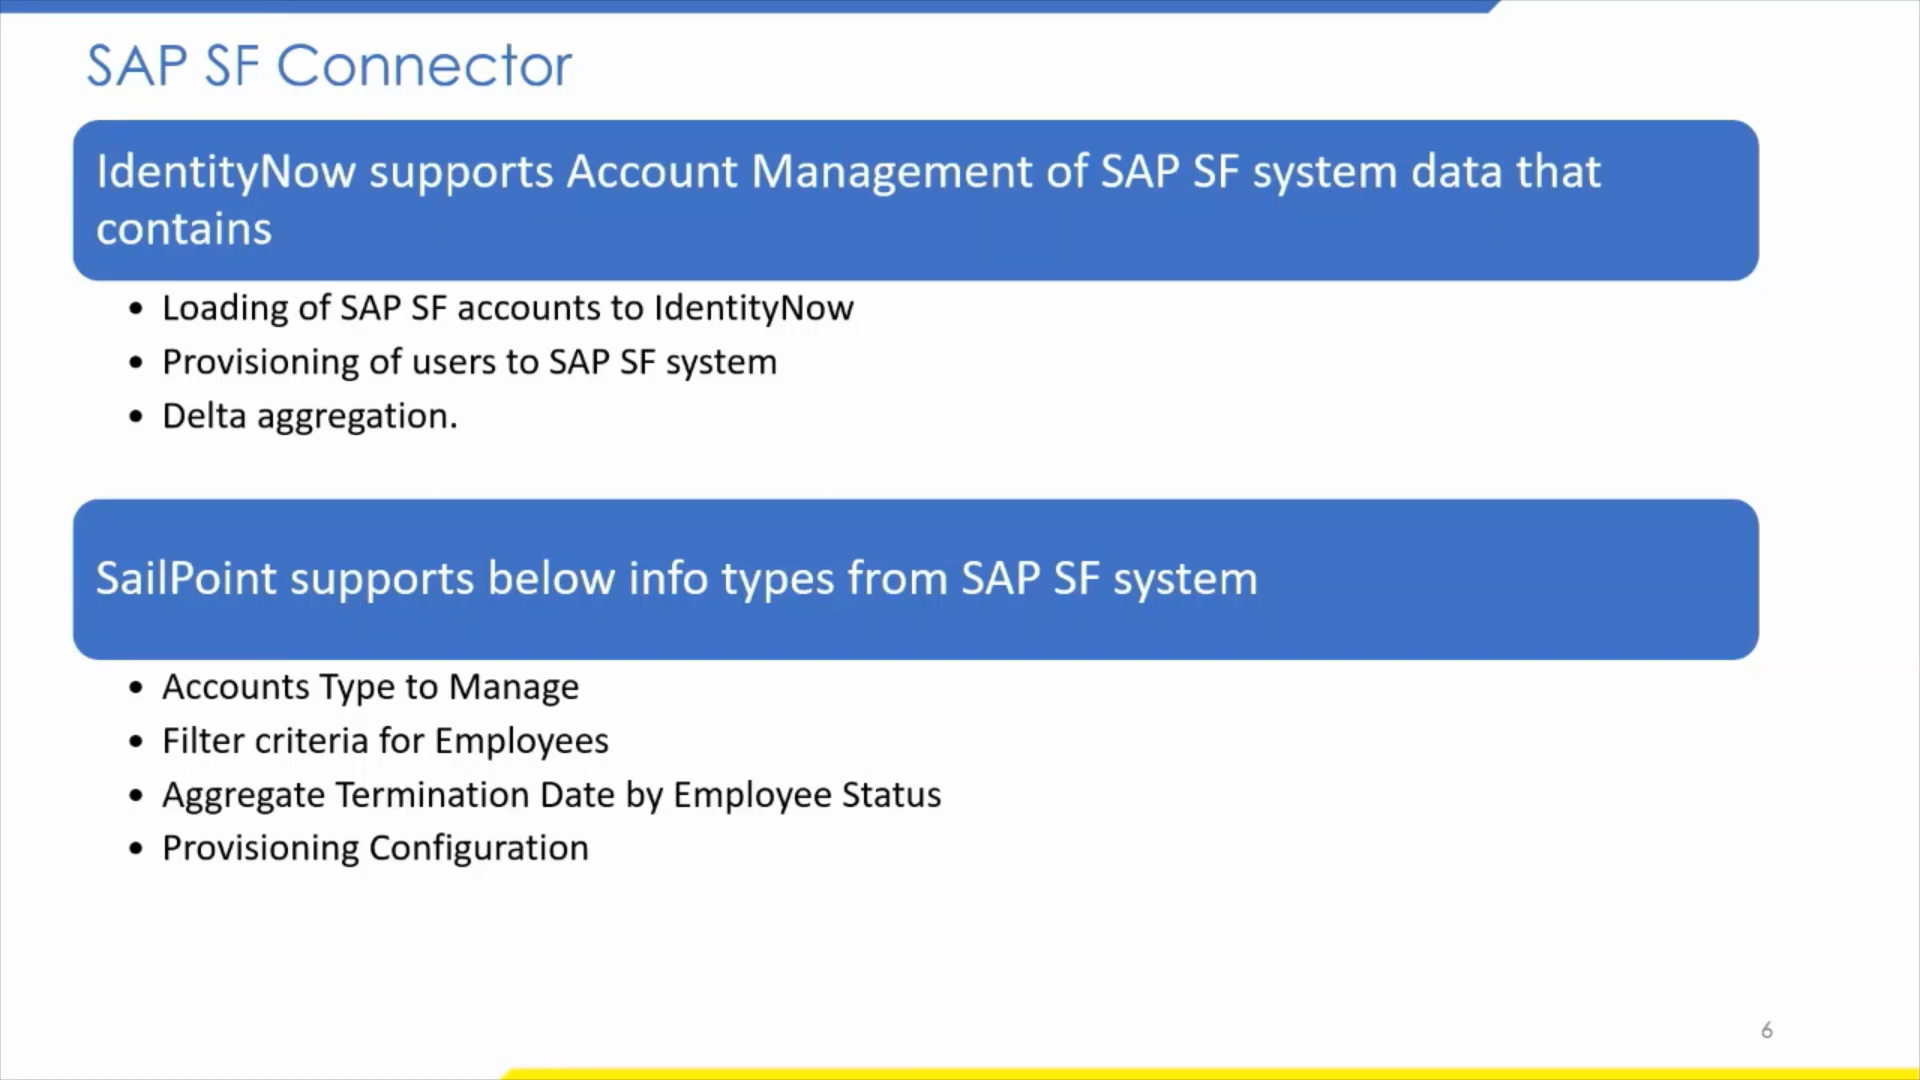 SAP SF Connector
IdentityNow supports Account Management of SAP SF system data that
contains
• Loading of SAP SF accounts to IdentityNow
• Provisioning of users to SAP SF system
• Delta aggregation.
SailPoint supports below info types from SAP SF system
• Accounts Type to Manage
• Filter criteria for Employees
• Aggregate Termination Date by Employee Status
• Provisioning Configuration
6